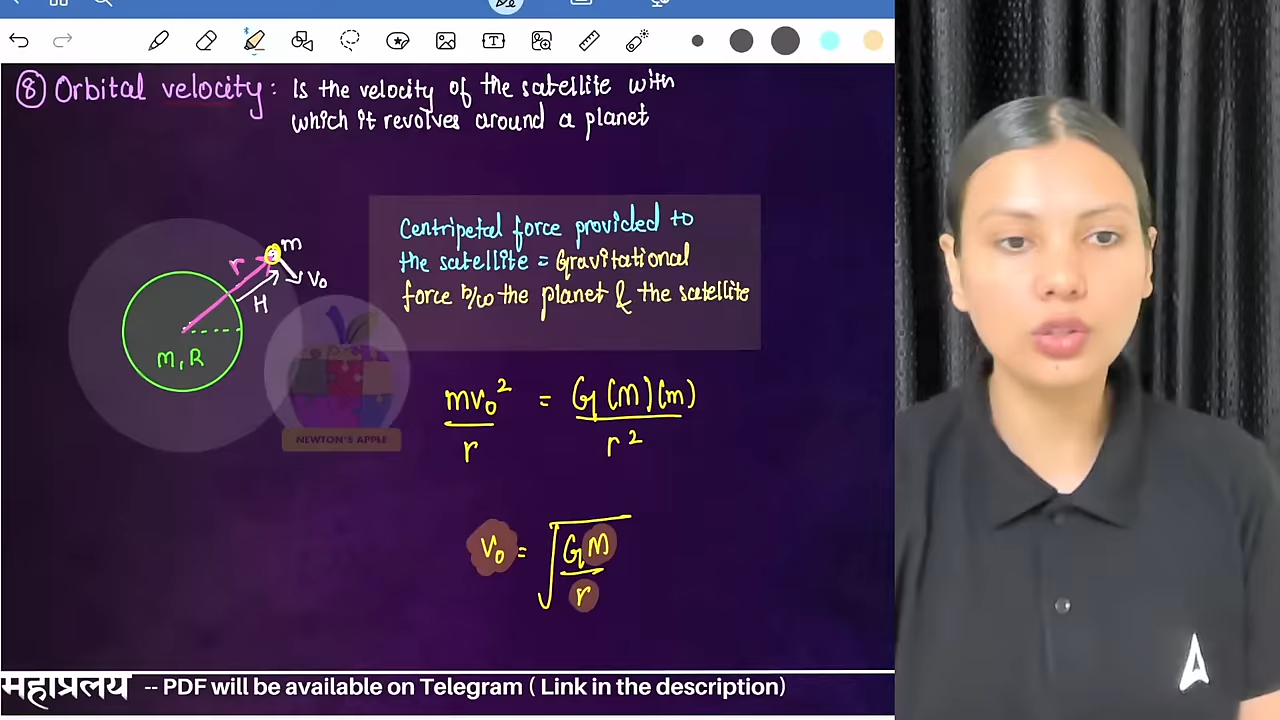 ⑧ Orbital velocity : Is the velocity of the satellite with
which it revolves around a planet
m
r
v₀
H
M, R
NEWTON'S APPLE
Centripetal force provided to
the satellite = Gravitational
force b/w the planet & the satellite
mv₀²/r = G(M)(m)/r²
v₀ = √(GM/r)
महाप्रलय -- PDF will be available on Telegram ( Link in the description)